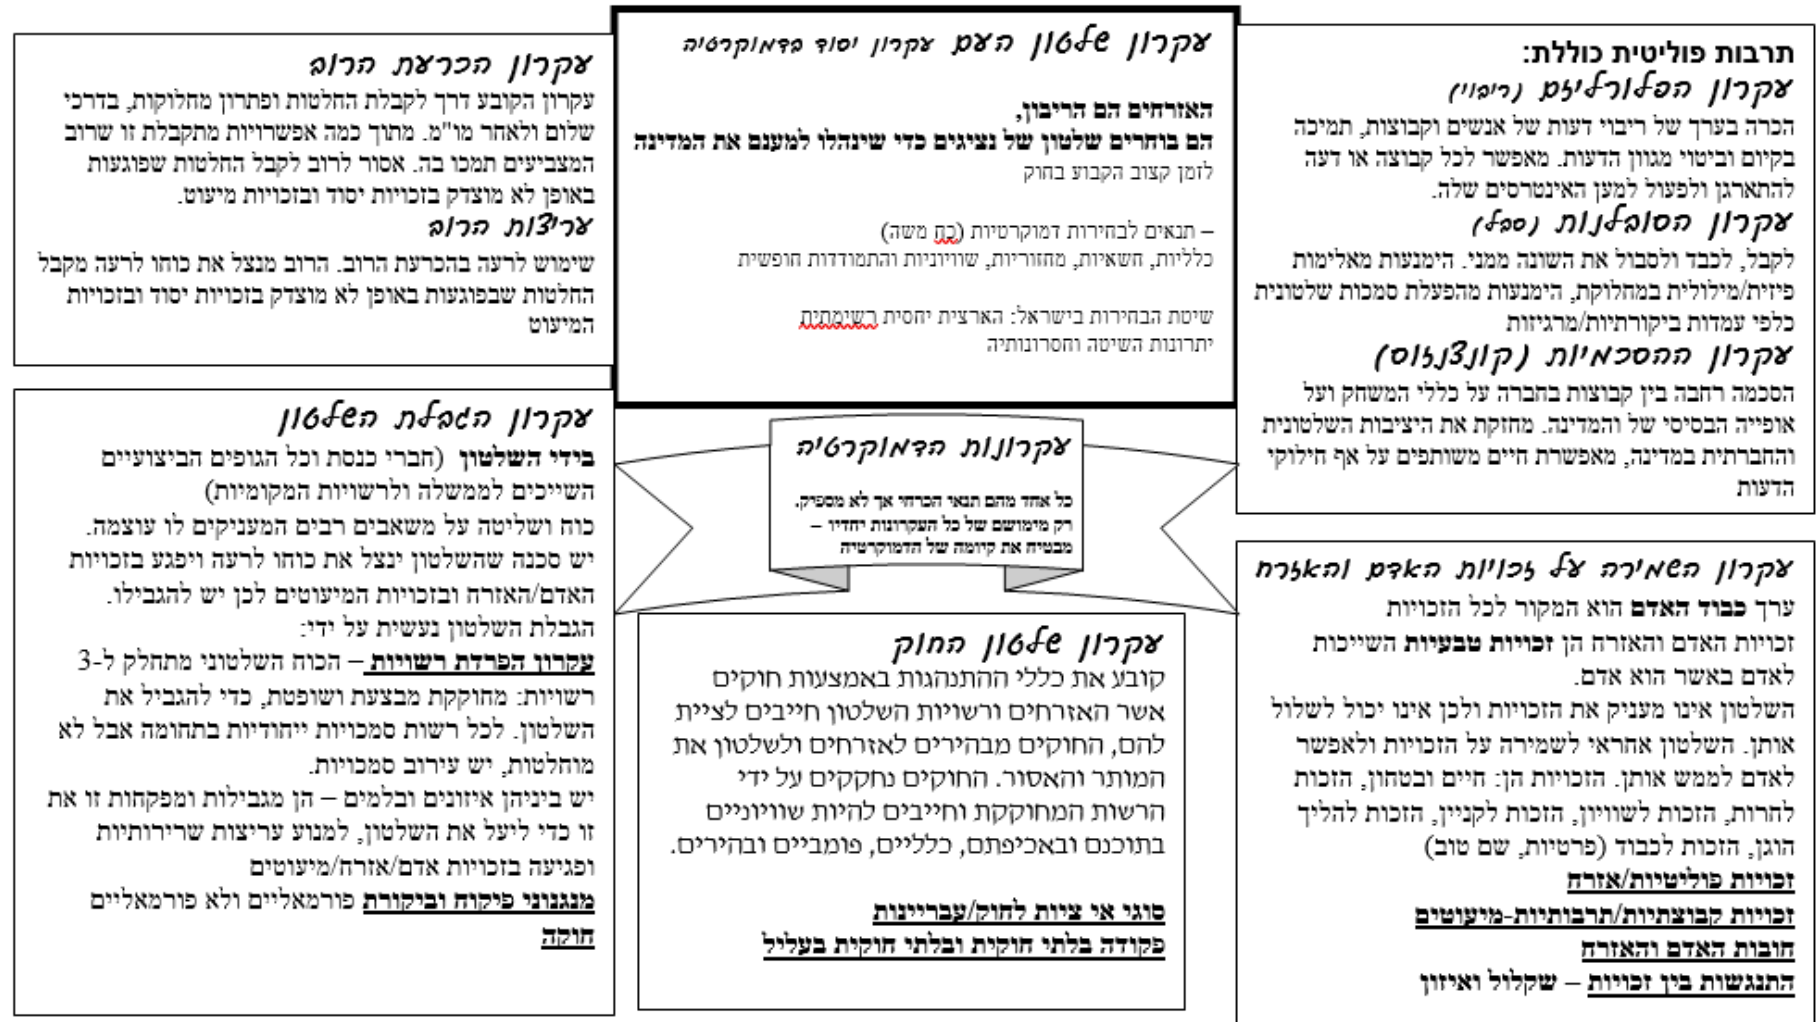 עקרון שלטון העם עקרון יסוד בדמוקרטיה
האזרחים הם הריבון,
הם בוחרים שלטון של נציגים כדי שינהלו למענם את המדינה
לזמן קצוב הקבוע בחוק
– תנאים לבחירות דמוקרטיות (כח משה)
כלליות, חשאיות, מחזוריות, שוויוניות והתמודדות חופשית
שיטת הבחירות בישראל: הארצית יחסית רשימתית
יתרונות השיטה וחסרונותיה
תרבות פוליטית כוללת:
עקרון הפלורליזם (ריבוי)
הכרה בערך של ריבוי דעות של אנשים וקבוצות, תמיכה
בקיום וביטוי מגוון הדעות. מאפשר לכל קבוצה או דעה
להתארגן ולפעול למען האינטרסים שלה.
עקרון הסובלנות (סבל)
לקבל, לכבד ולסבול את השונה ממני. הימנעות מאלימות
פיזית/מילולית במחלוקת, הימנעות מהפעלת סמכות שלטונית
כלפי עמדות ביקורתיות/מרגיזות
עקרון ההסכמיות (קונצנזוס)
הסכמה רחבה בין קבוצות בחברה על כללי המשחק ועל
אופייה הבסיסי של והמדינה. מחזקת את היציבות השלטונית
והחברתית במדינה, מאפשרת חיים משותפים על אף חילוקי
הדעות
עקרון הכרעת הרוב
עקרון הקובע דרך לקבלת החלטות ופתרון מחלוקות, בדרכי
שלום ולאחר מו"מ. מתוך כמה אפשרויות מתקבלת זו שרוב
המצביעים תמכו בה. אסור לרוב לקבל החלטות שפוגעות
באופן לא מוצדק בזכויות יסוד ובזכויות מיעוט.
עריצות הרוב
שימוש לרעה בהכרעת הרוב. הרוב מנצל את כוחו לרעה מקבל
החלטות שבפוגעות באופן לא מוצדק בזכויות יסוד ובזכויות
המיעוט
עקרונות הדמוקרטיה
כל אחד מהם תנאי הכרחי אך לא מספיק.
רק מימושם של כל העקרונות יחדיו –
מבטיח את קיומה של הדמוקרטיה
עקרון השמירה על זכויות האדם והאזרח
ערך כבוד האדם הוא המקור לכל הזכויות
זכויות האדם והאזרח הן זכויות טבעיות השייכות
לאדם באשר הוא אדם.
השלטון אינו מעניק את הזכויות ולכן אינו יכול לשלול
אותן. השלטון אחראי לשמירה על הזכויות ולאפשר
לאדם לממש אותן. הזכויות הן: חיים ובטחון, הזכות
לחרות, הזכות לשוויון, הזכות לקניין, הזכות להליך
הוגן, הזכות לכבוד (פרטיות, שם טוב)
זכויות פוליטיות/אזרח
זכויות קבוצתיות/תרבותיות-מיעוטים
חובות האדם והאזרח
התנגשות בין זכויות – שקלול ואיזון
עקרון שלטון החוק
קובע את כללי ההתנהגות באמצעות חוקים
אשר האזרחים ורשויות השלטון חייבים לציית
להם, החוקים מבהירים לאזרחים ולשלטון את
המותר והאסור. החוקים נחקקים על ידי
הרשות המחוקקת וחייבים להיות שוויוניים
בתוכנם ובאכיפתם, כלליים, פומביים ובהירים.
סוגי אי ציות לחוק/עבריינות
פקודה בלתי חוקית ובלתי חוקית בעליל
עקרון הגבלת השלטון
בידי השלטון (חברי כנסת וכל הגופים הביצועיים
השייכים לממשלה ולרשויות המקומיות)
כוח ושליטה על משאבים רבים המעניקים לו עוצמה.
יש סכנה שהשלטון ינצל את כוחו לרעה ויפגע בזכויות
האדם/האזרח ובזכויות המיעוטים לכן יש להגבילו.
הגבלת השלטון נעשית על ידי:
עקרון הפרדת רשויות – הכוח השלטוני מתחלק ל-3
רשויות: מחוקקת מבצעת ושופטת, כדי להגביל את
השלטון. לכל רשות סמכויות ייחודיות בתחומה אבל לא
מוחלטות, יש עירוב סמכויות.
יש ביניהן איזונים ובלמים – הן מגבילות ומפקחות זו את
זו כדי ליעל את השלטון, למנוע עריצות שרירותיות
ופגיעה בזכויות אדם/אזרח/מיעוטים
מנגנוני פיקוח וביקורת פורמאליים ולא פורמאליים
חוקה